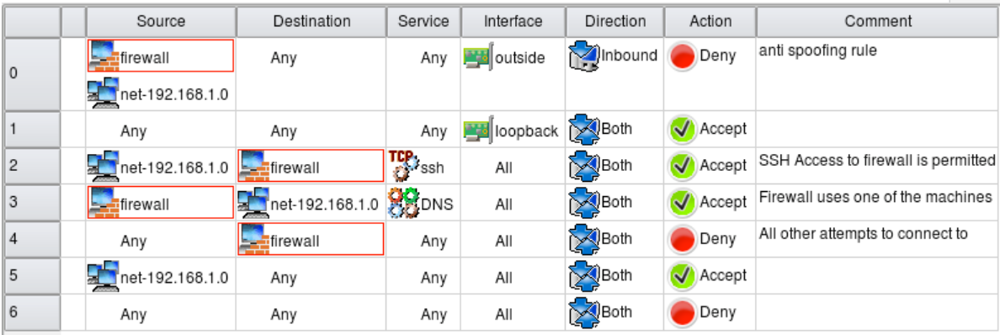 Source Destination Service Interface Direction Action Comment
0 firewall Any Any outside Inbound Deny anti spoofing rule
net-192.168.1.0
1 Any Any Any loopback Both Accept
2 net-192.168.1.0 firewall TCP ssh All Both Accept SSH Access to firewall is permitted
3 firewall net-192.168.1.0 DNS All Both Accept Firewall uses one of the machines
4 Any firewall Any All Both Deny All other attempts to connect to
5 net-192.168.1.0 Any Any All Both Accept
6 Any Any Any All Both Deny